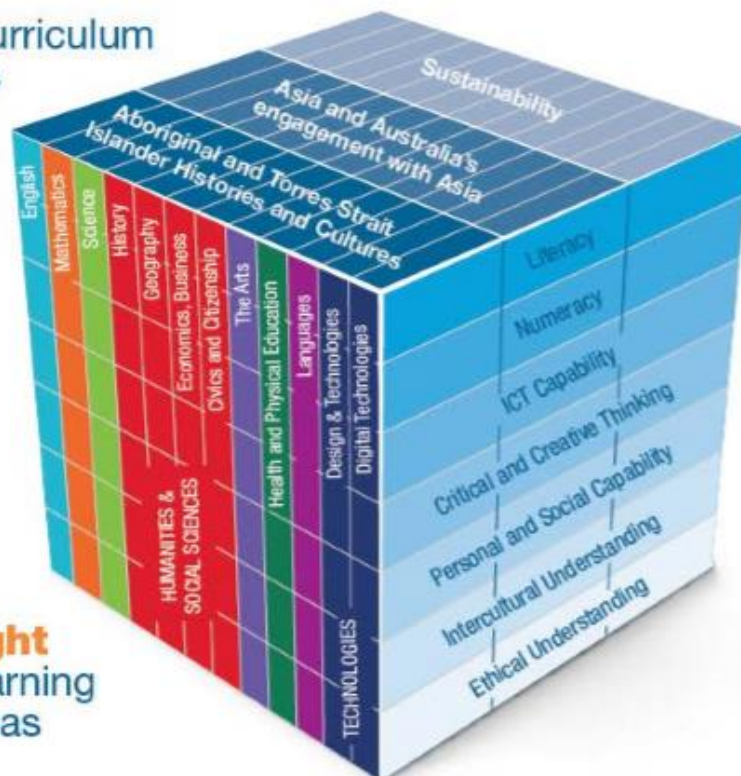 urriculum
Sustainability
Asia and Australia's
engagement with Asia
Aboriginal and Torres Strait
Islander Histories and Cultures
English
Mathematics
Science
History
Geography
Economics, Business
Civics and Citizenship
HUMANITIES &
SOCIAL SCIENCES
The Arts
Health and Physical Education
Languages
Design & Technologies
Digital Technologies
TECHNOLOGIES
Literacy
Numeracy
ICT Capability
Critical and Creative Thinking
Personal and Social Capability
Intercultural Understanding
Ethical Understanding
ght
arning
as